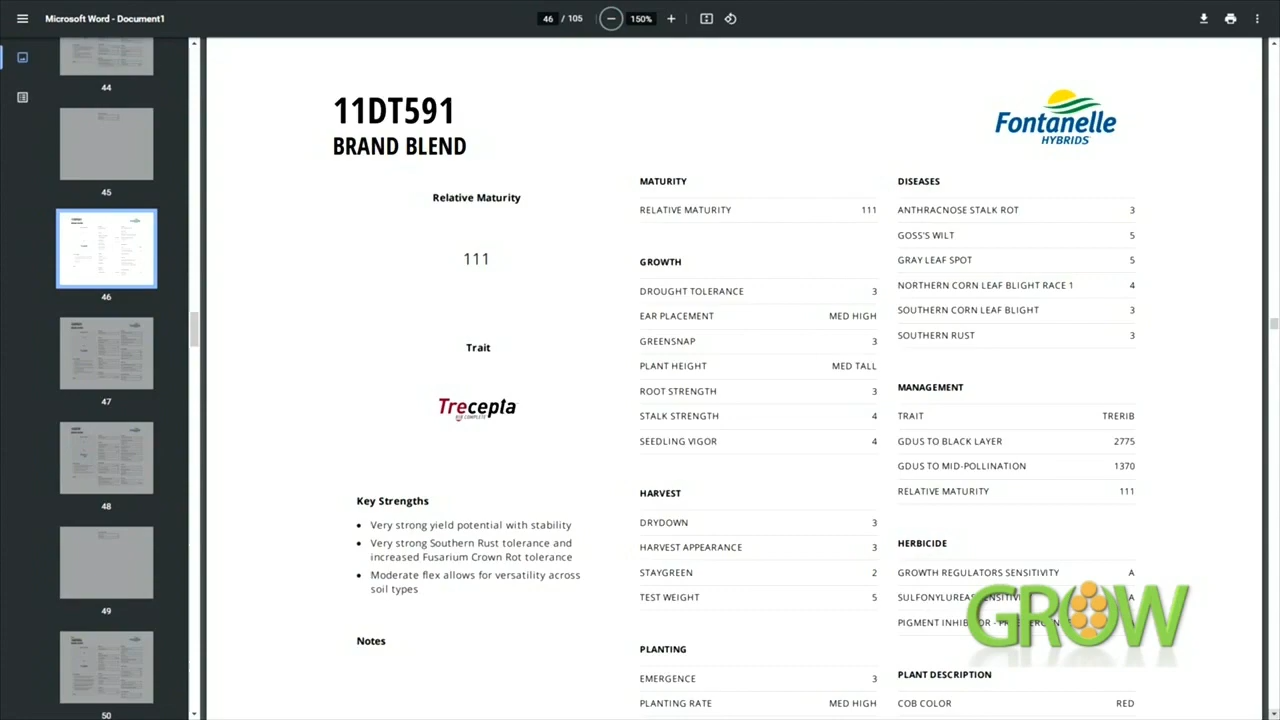 Microsoft Word - Document1
46 / 105
150%
44
45
46
47
48
49
50
11DT591
BRAND BLEND
Fontanelle
HYBRIDS
Relative Maturity
111
Trait
Trecepta
RIB COMPLETE
Key Strengths
• Very strong yield potential with stability
• Very strong Southern Rust tolerance and
increased Fusarium Crown Rot tolerance
• Moderate flex allows for versatility across
soil types
Notes
MATURITY
RELATIVE MATURITY 111
GROWTH
DROUGHT TOLERANCE 3
EAR PLACEMENT MED HIGH
GREENSNAP 3
PLANT HEIGHT MED TALL
ROOT STRENGTH 3
STALK STRENGTH 4
SEEDLING VIGOR 4
HARVEST
DRYDOWN 3
HARVEST APPEARANCE 3
STAYGREEN 2
TEST WEIGHT 5
PLANTING
EMERGENCE 3
PLANTING RATE MED HIGH
DISEASES
ANTHRACNOSE STALK ROT 3
GOSS'S WILT 5
GRAY LEAF SPOT 5
NORTHERN CORN LEAF BLIGHT RACE 1 4
SOUTHERN CORN LEAF BLIGHT 3
SOUTHERN RUST 3
MANAGEMENT
TRAIT TRERIB
GDUS TO BLACK LAYER 2775
GDUS TO MID-POLLINATION 1370
RELATIVE MATURITY 111
HERBICIDE
GROWTH REGULATORS SENSITIVITY A
SULFONYLUREAS A
PIGMENT
GROW
PLANT DESCRIPTION
COB COLOR RED